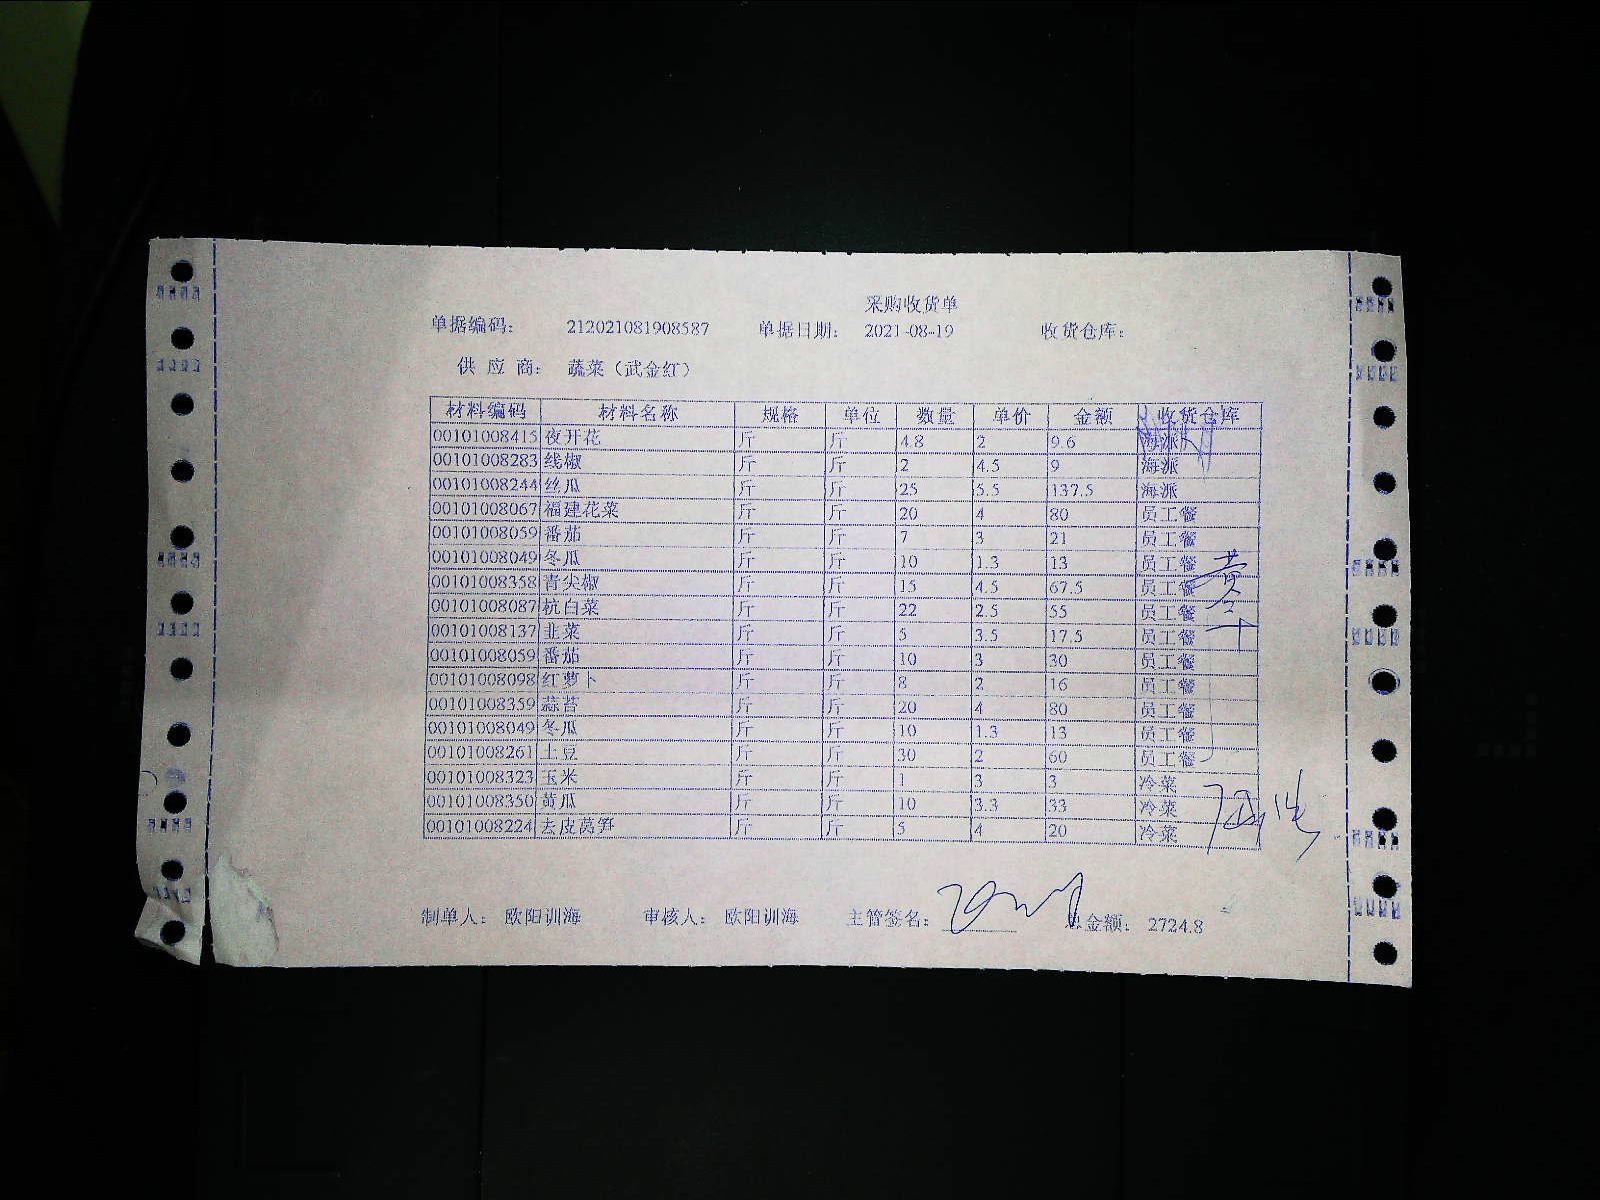 采购收货单
单据编码： 212021081908587 单据日期： 2021-08-19 收货仓库：
供 应 商： 蔬菜（武金红）
材料编码 材料名称 规格 单位 数量 单价 金额 收货仓库
00101008415 夜开花 斤 斤 4.8 2 9.6 海派
00101008283 线椒 斤 斤 2 4.5 9 海派
00101008244 丝瓜 斤 斤 25 5.5 137.5 海派
00101008067 福建花菜 斤 斤 20 4 80 员工餐
00101008059 番茄 斤 斤 7 3 21 员工餐
00101008049 冬瓜 斤 斤 10 1.3 13 员工餐
00101008358 青尖椒 斤 斤 15 4.5 67.5 员工餐
00101008087 杭白菜 斤 斤 22 2.5 55 员工餐
00101008137 韭菜 斤 斤 5 3.5 17.5 员工餐
00101008059 番茄 斤 斤 10 3 30 员工餐
00101008098 红萝卜 斤 斤 8 2 16 员工餐
00101008359 蒜苔 斤 斤 20 4 80 员工餐
00101008049 冬瓜 斤 斤 10 1.3 13 员工餐
00101008261 土豆 斤 斤 30 2 60 员工餐
00101008323 玉米 斤 斤 1 3 3 冷菜
00101008350 黄瓜 斤 斤 10 3.3 33 冷菜
00101008224 去皮莴笋 斤 斤 5 4 20 冷菜
制单人： 欧阳训海 审核人： 欧阳训海 主管签名： 总金额： 2724.8